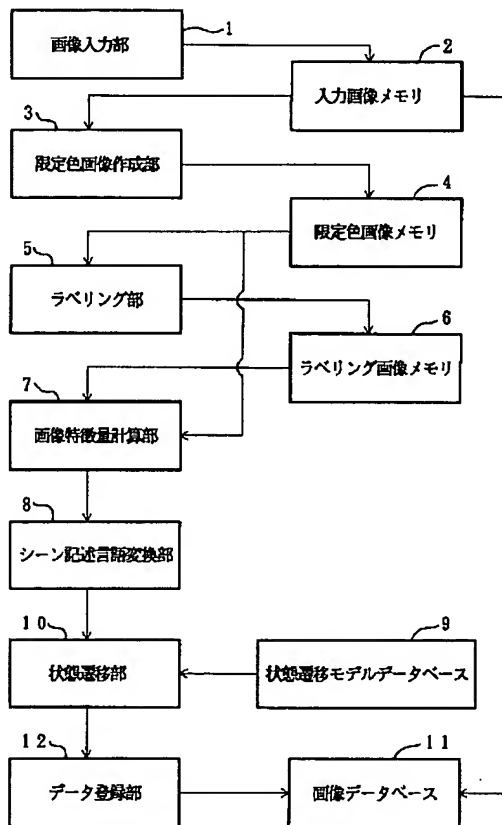 1
画像入力部
2
入力画像メモリ
3
限定色画像作成部
4
限定色画像メモリ
5
ラベリング部
6
ラベリング画像メモリ
7
画像特徴量計算部
8
シーン記述言語変換部
10
状態遷移部
9
状態遷移モデルデータベース
12
データ登録部
11
画像データベース